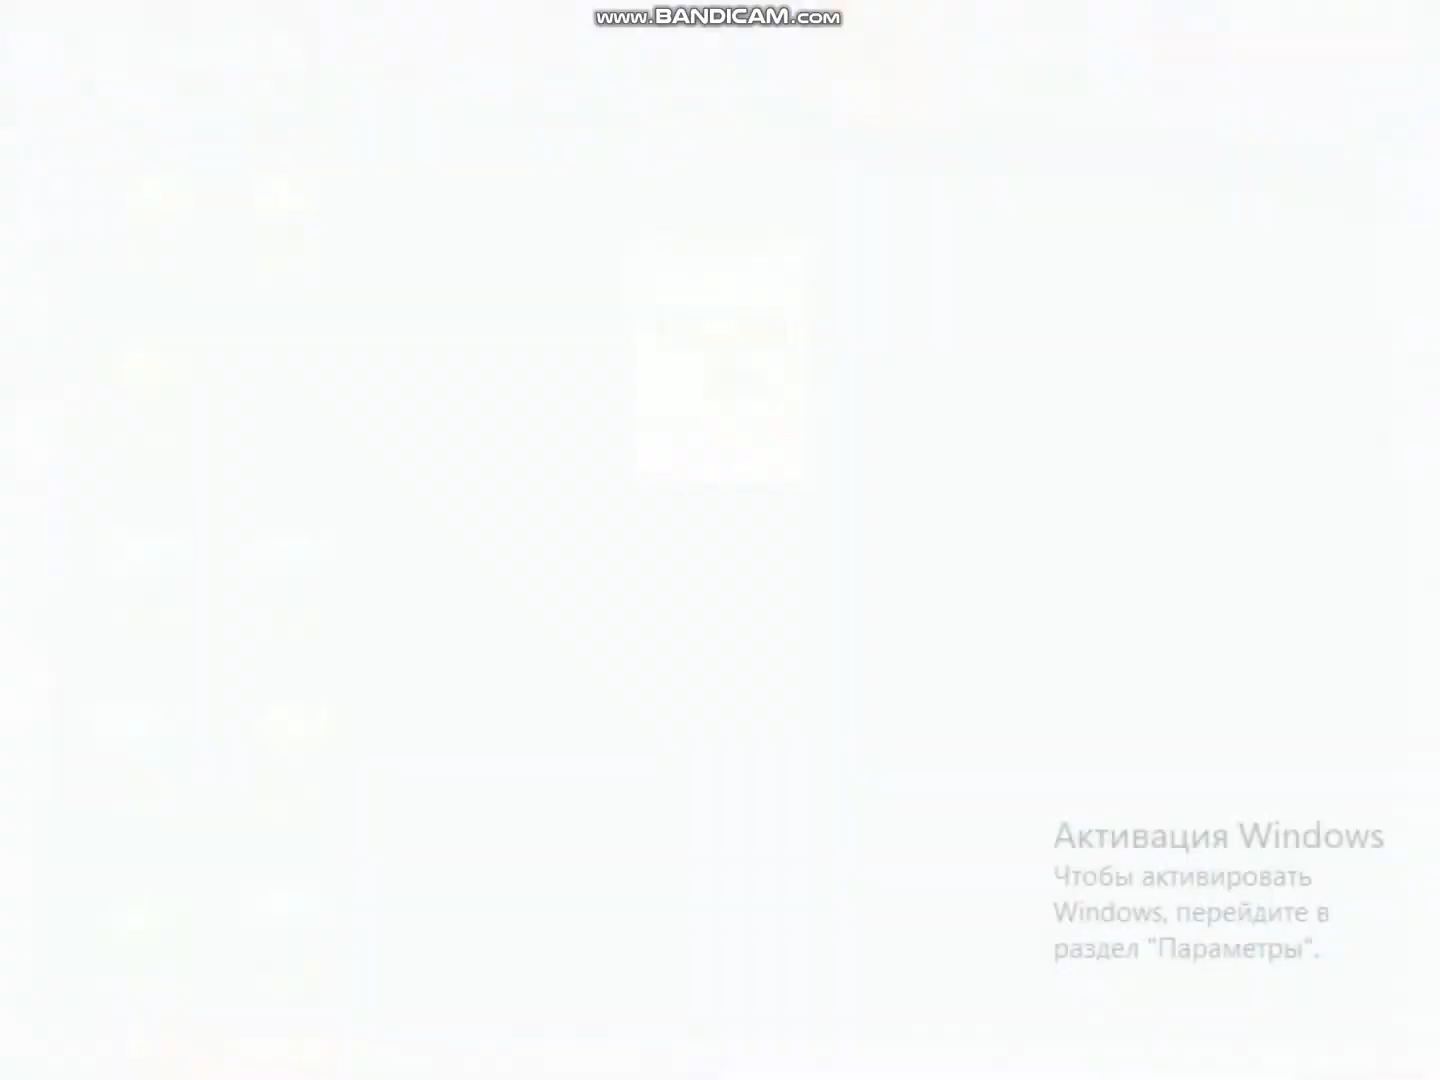 www.BANDICAM.com
Активация Windows
Чтобы активировать
Windows, перейдите в
раздел "Параметры".